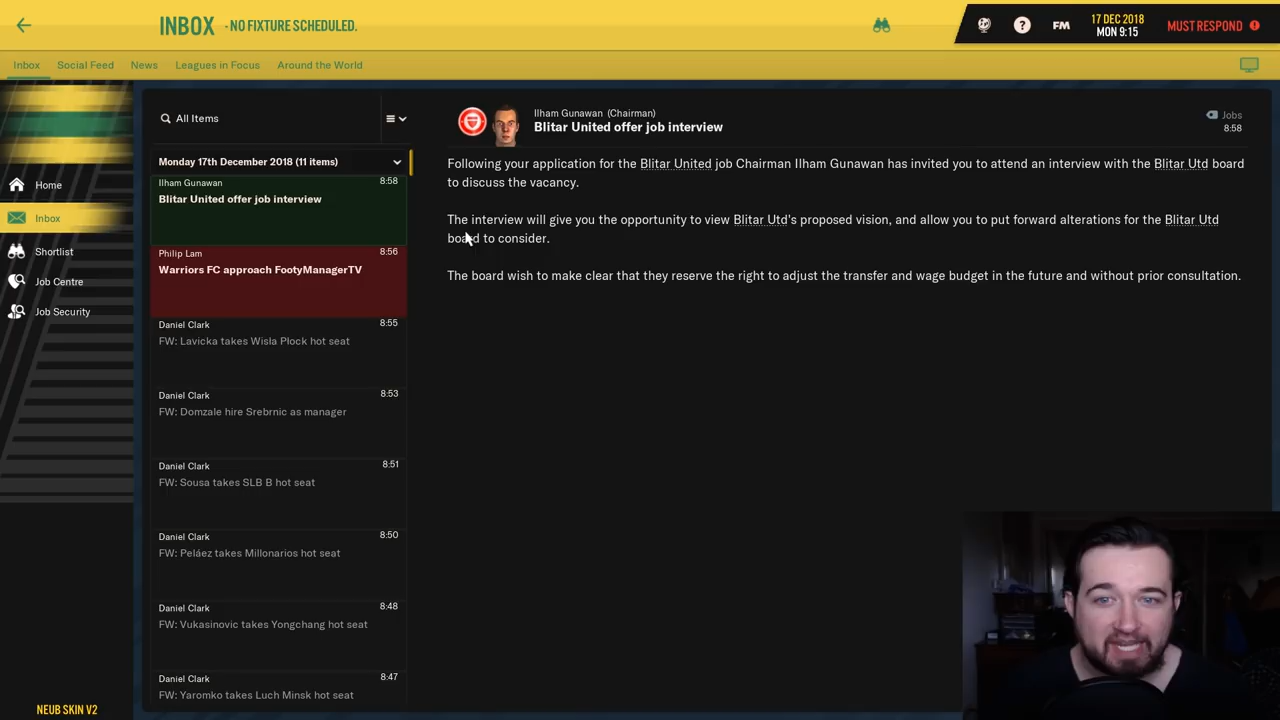 INBOX - NO FIXTURE SCHEDULED.
?
FM
17 DEC 2018
MON 9:15
MUST RESPOND !
Inbox Social Feed News Leagues in Focus Around the World
Home
Inbox
Shortlist
Job Centre
Job Security
NEUB SKIN V2
All Items
Monday 17th December 2018 (11 items)
Ilham Gunawan 8:58
Blitar United offer job interview
Philip Lam 8:56
Warriors FC approach FootyManagerTV
Daniel Clark 8:55
FW: Lavicka takes Wisła Płock hot seat
Daniel Clark 8:53
FW: Domzale hire Srebrnic as manager
Daniel Clark 8:51
FW: Sousa takes SLB B hot seat
Daniel Clark 8:50
FW: Peláez takes Millonarios hot seat
Daniel Clark 8:48
FW: Vukasinovic takes Yongchang hot seat
Daniel Clark 8:47
FW: Yaromko takes Luch Minsk hot seat
Ilham Gunawan (Chairman)
Blitar United offer job interview
Jobs
8:58
Following your application for the Blitar United job Chairman Ilham Gunawan has invited you to attend an interview with the Blitar Utd board
to discuss the vacancy.
The interview will give you the opportunity to view Blitar Utd's proposed vision, and allow you to put forward alterations for the Blitar Utd
board to consider.
The board wish to make clear that they reserve the right to adjust the transfer and wage budget in the future and without prior consultation.